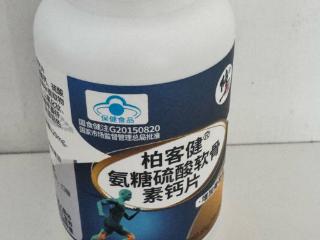 保健食品
国食健注G20150820
国家市场监督管理总局批准
柏客健®
氨糖硫酸软骨
素钙片